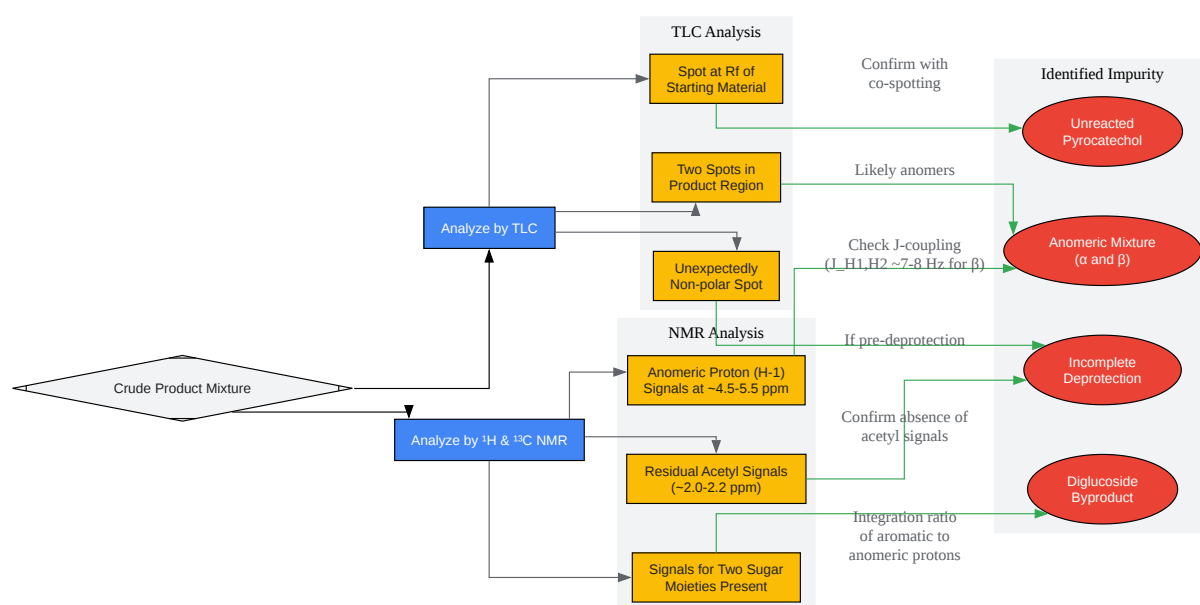 TLC Analysis
Spot at Rf of
Starting Material
Two Spots in
Product Region
Unexpectedly
Non-polar Spot
NMR Analysis
Anomeric Proton (H-1)
Signals at ~4.5-5.5 ppm
Residual Acetyl Signals
(~2.0-2.2 ppm)
Signals for Two Sugar
Moieties Present
Crude Product Mixture
Analyze by TLC
Analyze by ¹H & ¹³C NMR
Confirm with
co-spotting
Likely anomers
Check J-coupling
(J_H1,H2 ~7-8 Hz for β)
If pre-deprotection
Confirm absence of
acetyl signals
Integration ratio
of aromatic to
anomeric protons
Identified Impurity
Unreacted
Pyrocatechol
Anomeric Mixture
(α and β)
Incomplete
Deprotection
Diglucoside
Byproduct